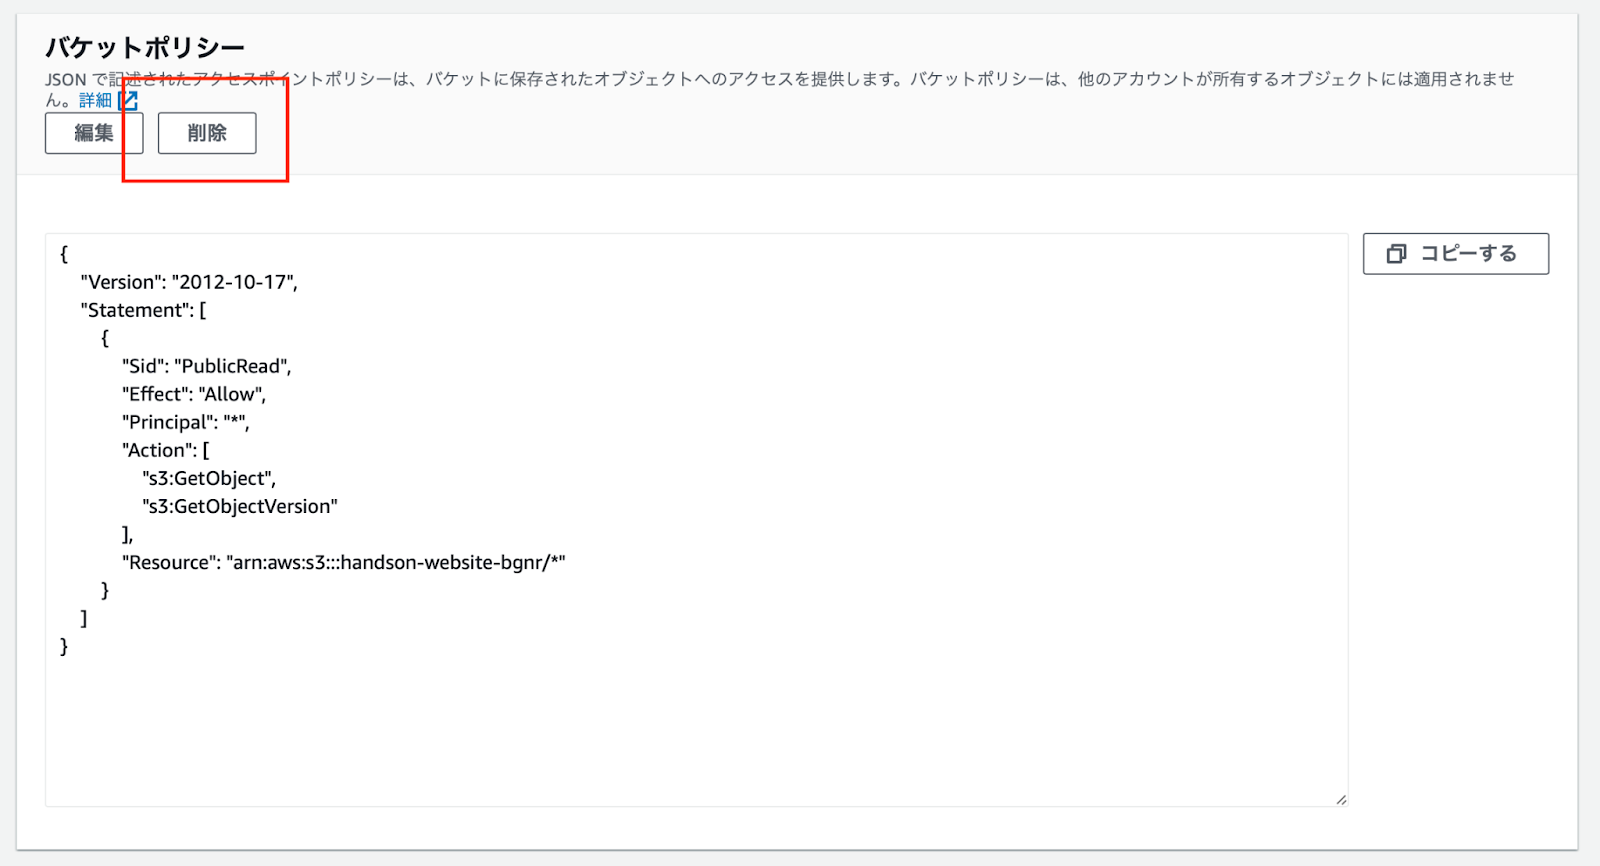 バケットポリシー
JSON で記述されたアクセスポイントポリシーは、バケットに保存されたオブジェクトへのアクセスを提供します。バケットポリシーは、他のアカウントが所有するオブジェクトには適用されませ
ん。詳細
編集 削除
{
"Version": "2012-10-17",
"Statement": [
{
"Sid": "PublicRead",
"Effect": "Allow",
"Principal": "*",
"Action": [
"s3:GetObject",
"s3:GetObjectVersion"
],
"Resource": "arn:aws:s3:::handson-website-bgnr/*"
}
]
}
コピーする